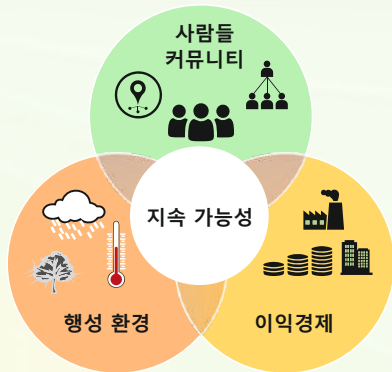 사람들
커뮤니티
지속 가능성
행성 환경
이익경제